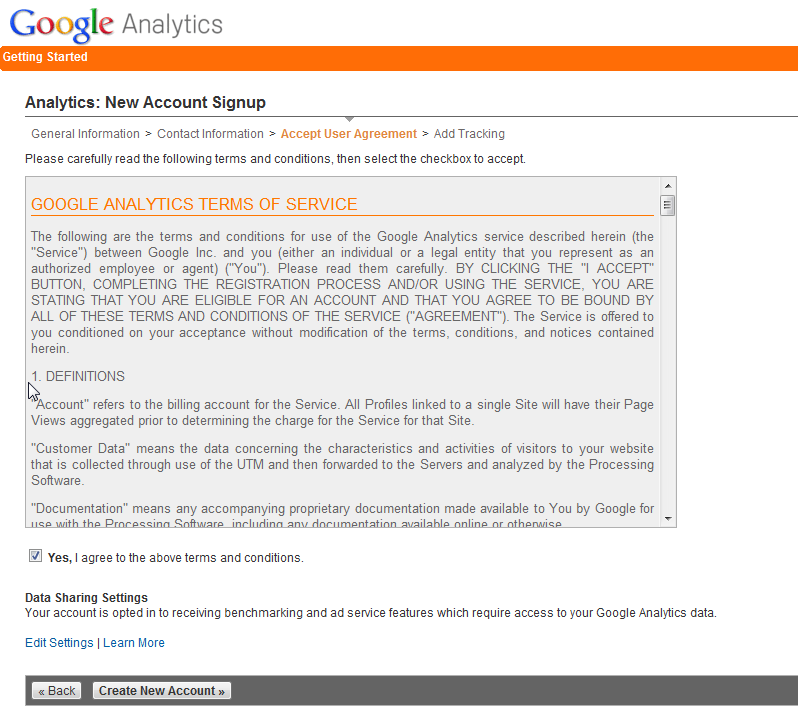 Google Analytics
Getting Started
Analytics: New Account Signup
General Information > Contact Information > Accept User Agreement > Add Tracking
Please carefully read the following terms and conditions, then select the checkbox to accept.
GOOGLE ANALYTICS TERMS OF SERVICE
The following are the terms and conditions for use of the Google Analytics service described herein (the
"Service") between Google Inc. and you (either an individual or a legal entity that you represent as an
authorized employee or agent) ("You"). Please read them carefully. BY CLICKING THE "I ACCEPT"
BUTTON, COMPLETING THE REGISTRATION PROCESS AND/OR USING THE SERVICE, YOU ARE
STATING THAT YOU ARE ELIGIBLE FOR AN ACCOUNT AND THAT YOU AGREE TO BE BOUND BY
ALL OF THESE TERMS AND CONDITIONS OF THE SERVICE ("AGREEMENT"). The Service is offered to
you conditioned on your acceptance without modification of the terms, conditions, and notices contained
herein.
1. DEFINITIONS
"Account" refers to the billing account for the Service. All Profiles linked to a single Site will have their Page
Views aggregated prior to determining the charge for the Service for that Site.
"Customer Data" means the data concerning the characteristics and activities of visitors to your website
that is collected through use of the UTM and then forwarded to the Servers and analyzed by the Processing
Software.
"Documentation" means any accompanying proprietary documentation made available to You by Google for
use with the Processing Software, including any documentation available online or otherwise.
Yes, I agree to the above terms and conditions.
Data Sharing Settings
Your account is opted in to receiving benchmarking and ad service features which require access to your Google Analytics data.
Edit Settings | Learn More
« Back Create New Account »